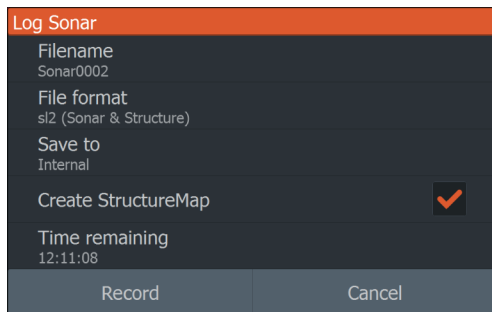 Log Sonar
Filename
Sonar0002
File format
sl2 (Sonar & Structure)
Save to
Internal
Create StructureMap
Time remaining
12:11:08
Record Cancel